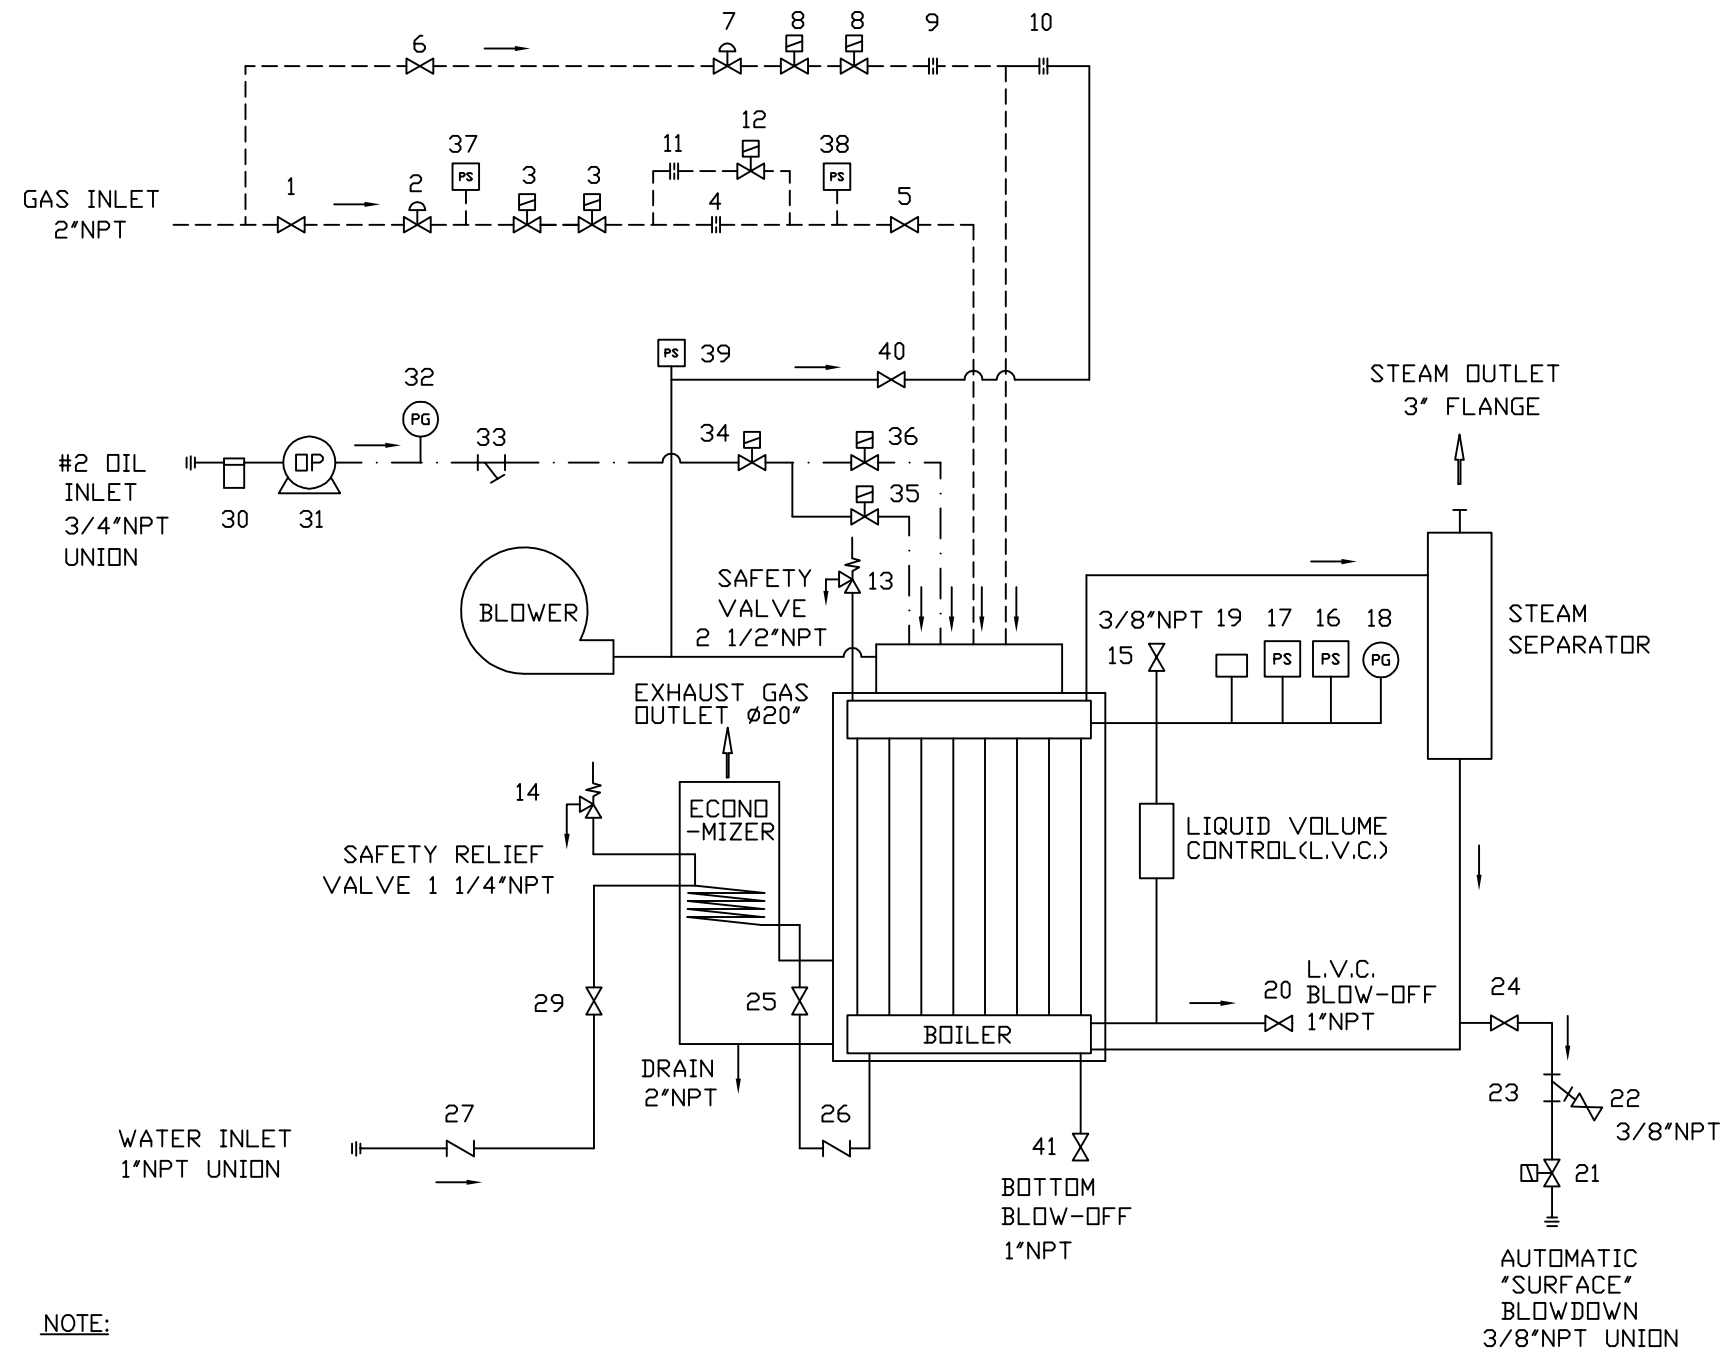 7 8 8 9 10
6
37 11 12 38
PS PS
GAS INLET
2"NPT
1 2 3 3 4 5
PS 39 40
STEAM OUTLET
3" FLANGE
32
PG
33 34 36
#2 OIL
INLET
3/4"NPT
UNION
OP
30 31 35
BLOWER
SAFETY
VALVE
2 1/2"NPT
13
3/8"NPT 19 17 16 18
15 PS PS PG
STEAM
SEPARATOR
EXHAUST GAS
OUTLET ø20"
14
ECONO
-MIZER
SAFETY RELIEF
VALVE 1 1/4"NPT
LIQUID VOLUME
CONTROL(L.V.C.)
29 25
20
L.V.C.
BLOW-OFF
1"NPT
24
BOILER
DRAIN
2"NPT
27 26
WATER INLET
1"NPT UNION
41
BOTTOM
BLOW-OFF
1"NPT
23 22
3/8"NPT
21
AUTOMATIC
"SURFACE"
BLOWDOWN
3/8"NPT UNION
NOTE: